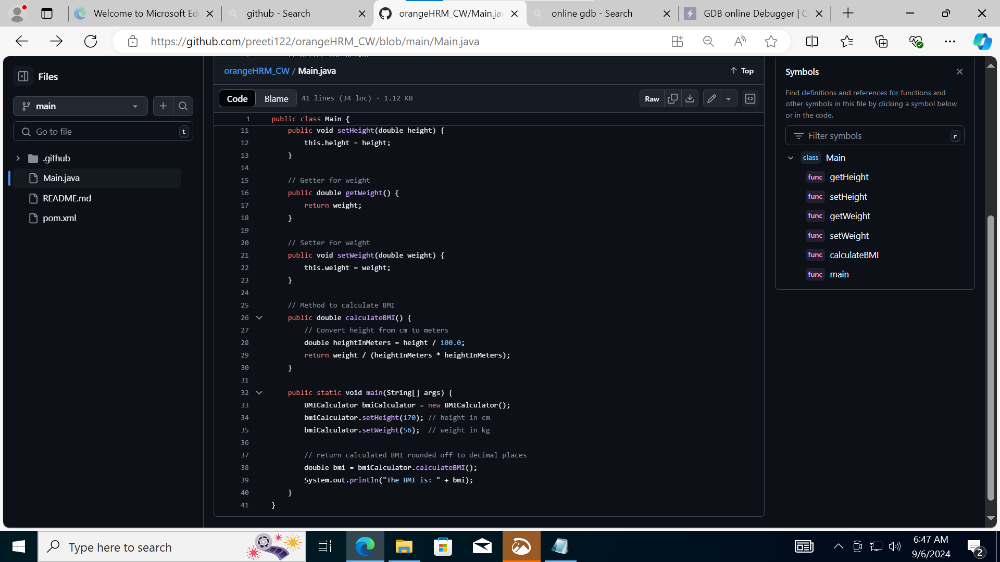 Welcome to Microsoft Ed
github - Search
orangeHRM_CW/Main.jav
online gdb - Search
GDB online Debugger | C
https://github.com/preeti122/orangeHRM_CW/blob/main/Main.java
Files
main
Go to file
t
.github
Main.java
README.md
pom.xml
orangeHRM_CW / Main.java
Top
Code
Blame
41 lines (34 loc) · 1.12 KB
Raw
1 public class Main {
11 public void setHeight(double height) {
12 this.height = height;
13 }
14
15 // Getter for weight
16 public double getWeight() {
17 return weight;
18 }
19
20 // Setter for weight
21 public void setWeight(double weight) {
22 this.weight = weight;
23 }
24
25 // Method to calculate BMI
26 public double calculateBMI() {
27 // Convert height from cm to meters
28 double heightInMeters = height / 100.0;
29 return weight / (heightInMeters * heightInMeters);
30 }
31
32 public static void main(String[] args) {
33 BMICalculator bmiCalculator = new BMICalculator();
34 bmiCalculator.setHeight(170); // height in cm
35 bmiCalculator.setWeight(56); // weight in kg
36
37 // return calculated BMI rounded off to decimal places
38 double bmi = bmiCalculator.calculateBMI();
39 System.out.println("The BMI is: " + bmi);
40 }
41 }
Symbols
Find definitions and references for functions and
other symbols in this file by clicking a symbol below
or in the code.
Filter symbols
r
class Main
func getHeight
func setHeight
func getWeight
func setWeight
func calculateBMI
func main
Type here to search
6:47 AM
9/6/2024
2